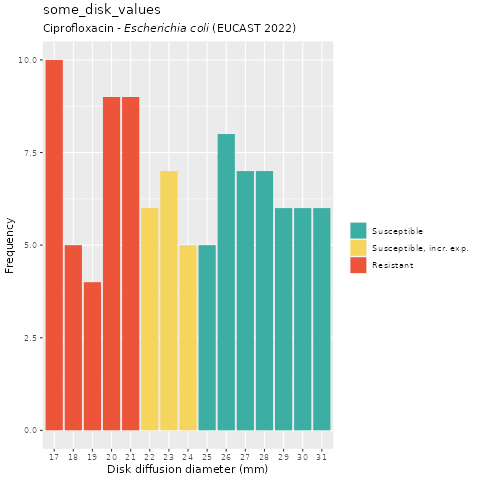 some_disk_values
Ciprofloxacin - Escherichia coli (EUCAST 2022)
Frequency
10.0
7.5
5.0
2.5
0.0
17 18 19 20 21 22 23 24 25 26 27 28 29 30 31
Disk diffusion diameter (mm)
Susceptible
Susceptible, incr. exp.
Resistant